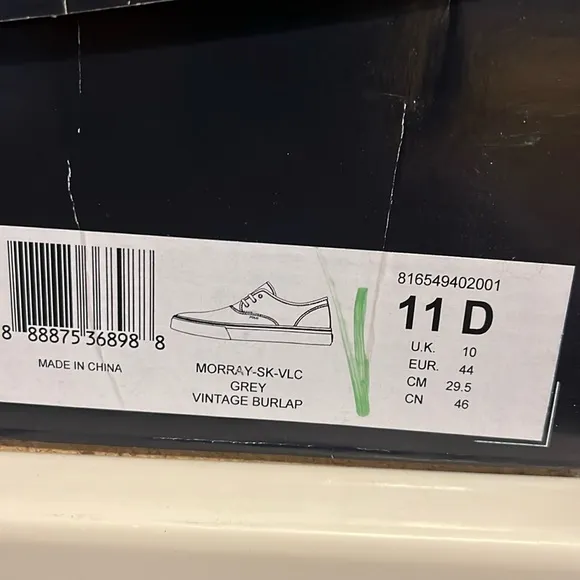 8 88875 36898 8
MADE IN CHINA
MORRAY-SK-VLC
GREY
VINTAGE BURLAP
816549402001
11 D
U.K. 10
EUR. 44
CM 29.5
CN 46